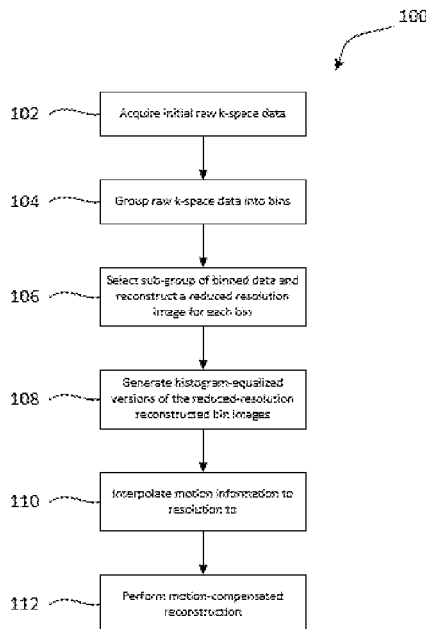 100
102
Acquire initial raw k-space data
104
Group raw k-space data into bins
106
Select sub-group of binned data and
reconstruct a reduced resolution
image for each bin
108
Generate histogram-equalized
versions of the reduced-resolution
reconstructed bin images
110
Interpolate motion information to
resolution to
112
Perform motion-compensated
reconstruction